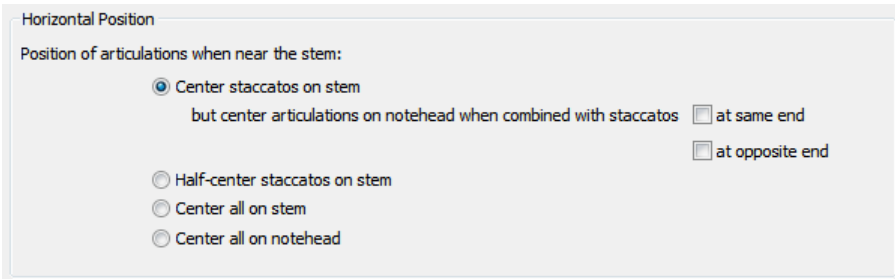 Horizontal Position
Position of articulations when near the stem:
Center staccatos on stem
but center articulations on notehead when combined with staccatos at same end
at opposite end
Half-center staccatos on stem
Center all on stem
Center all on notehead